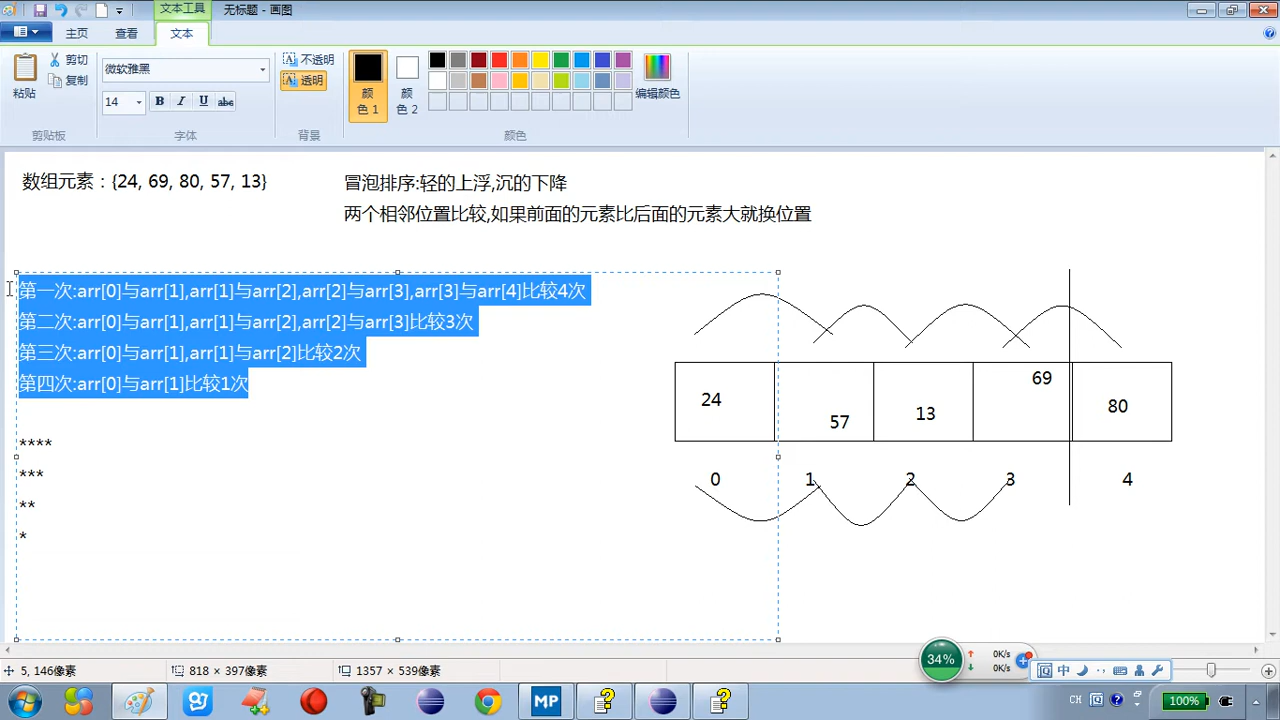 文本工具
无标题 - 画图
主页
查看
文本
粘贴
剪切
复制
剪贴板
微软雅黑
14
B
I
U
abc
字体
A 不透明
A 透明
背景
颜色 1
颜色 2
编辑颜色
颜色
数组元素：{24, 69, 80, 57, 13}
冒泡排序:轻的上浮,沉的下降
两个相邻位置比较,如果前面的元素比后面的元素大就换位置
第一次:arr[0]与arr[1],arr[1]与arr[2],arr[2]与arr[3],arr[3]与arr[4]比较4次
第二次:arr[0]与arr[1],arr[1]与arr[2],arr[2]与arr[3]比较3次
第三次:arr[0]与arr[1],arr[1]与arr[2]比较2次
第四次:arr[0]与arr[1]比较1次
****
***
**
*
24
57
13
69
80
0
1
2
3
4
5, 146像素
818 × 397像素
1357 × 539像素
34%
0K/s
0K/s
中
MP
CH
100%